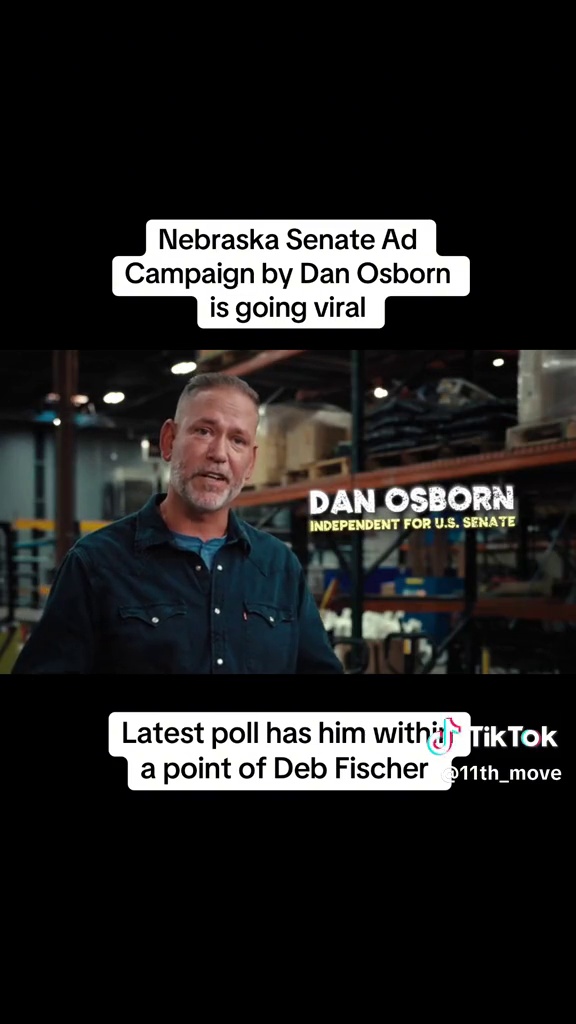 Nebraska Senate Ad
Campaign by Dan Osborn
is going viral
DAN OSBORN
INDEPENDENT FOR U.S. SENATE
Latest poll has him within
a point of Deb Fischer
TikTok
@11th_move